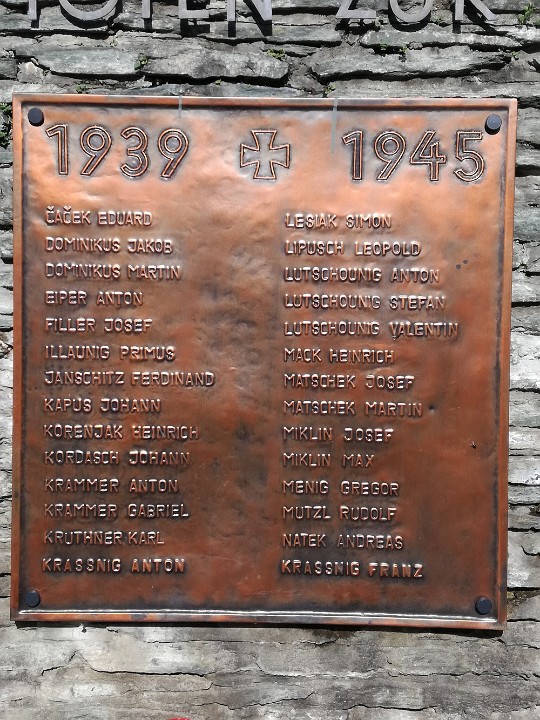 1939 1945
ČAČEK EDUARD
DOMINIKUS JAKOB
DOMINIKUS MARTIN
EIPER ANTON
FILLER JOSEF
ILLAUNIG PRIMUS
JANSCHITZ FERDINAND
KAPUS JOHANN
KORENJAK HEINRICH
KORDASCH JOHANN
KRAMMER ANTON
KRAMMER GABRIEL
KRUTHNER KARL
KRASSNIG ANTON
LESIAK SIMON
LIPUSCH LEOPOLD
LUTSCHOUNIG ANTON
LUTSCHOUNIG STEFAN
LUTSCHOUNIG VALENTIN
MACK HEINRICH
MATSCHEK JOSEF
MATSCHEK MARTIN
MIKLIN JOSEF
MIKLIN MAX
MENIG GREGOR
MUTZL RUDOLF
NATEK ANDREAS
KRASSNIG FRANZ